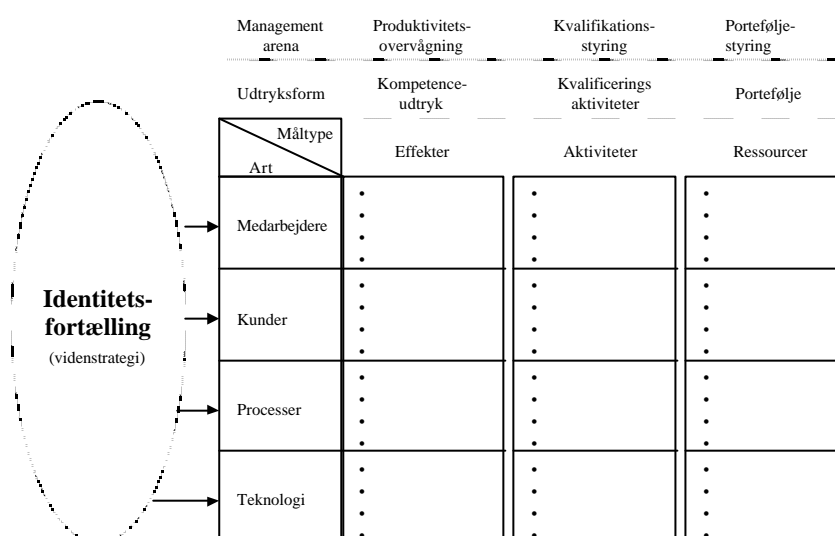 Management
arena
Produktivitets-
overvågning
Kvalifikations-
styring
Portefølje-
styring
Udtryksform
Kompetence-
udtryk
Kvalificerings
aktiviteter
Portefølje
Måltype
Art
Effekter
Aktiviteter
Ressourcer
Identitets-
fortælling
(videnstrategi)
Medarbejdere
Kunder
Processer
Teknologi